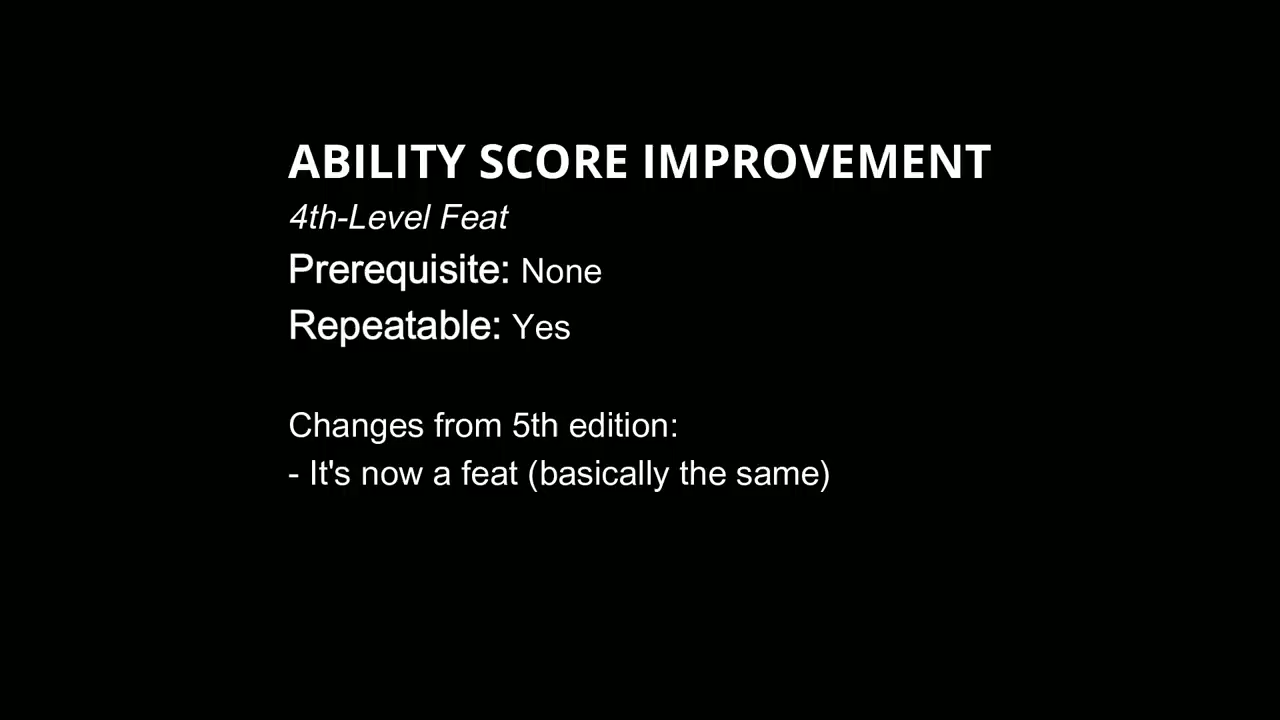 ABILITY SCORE IMPROVEMENT
4th-Level Feat
Prerequisite: None
Repeatable: Yes
Changes from 5th edition:
- It's now a feat (basically the same)